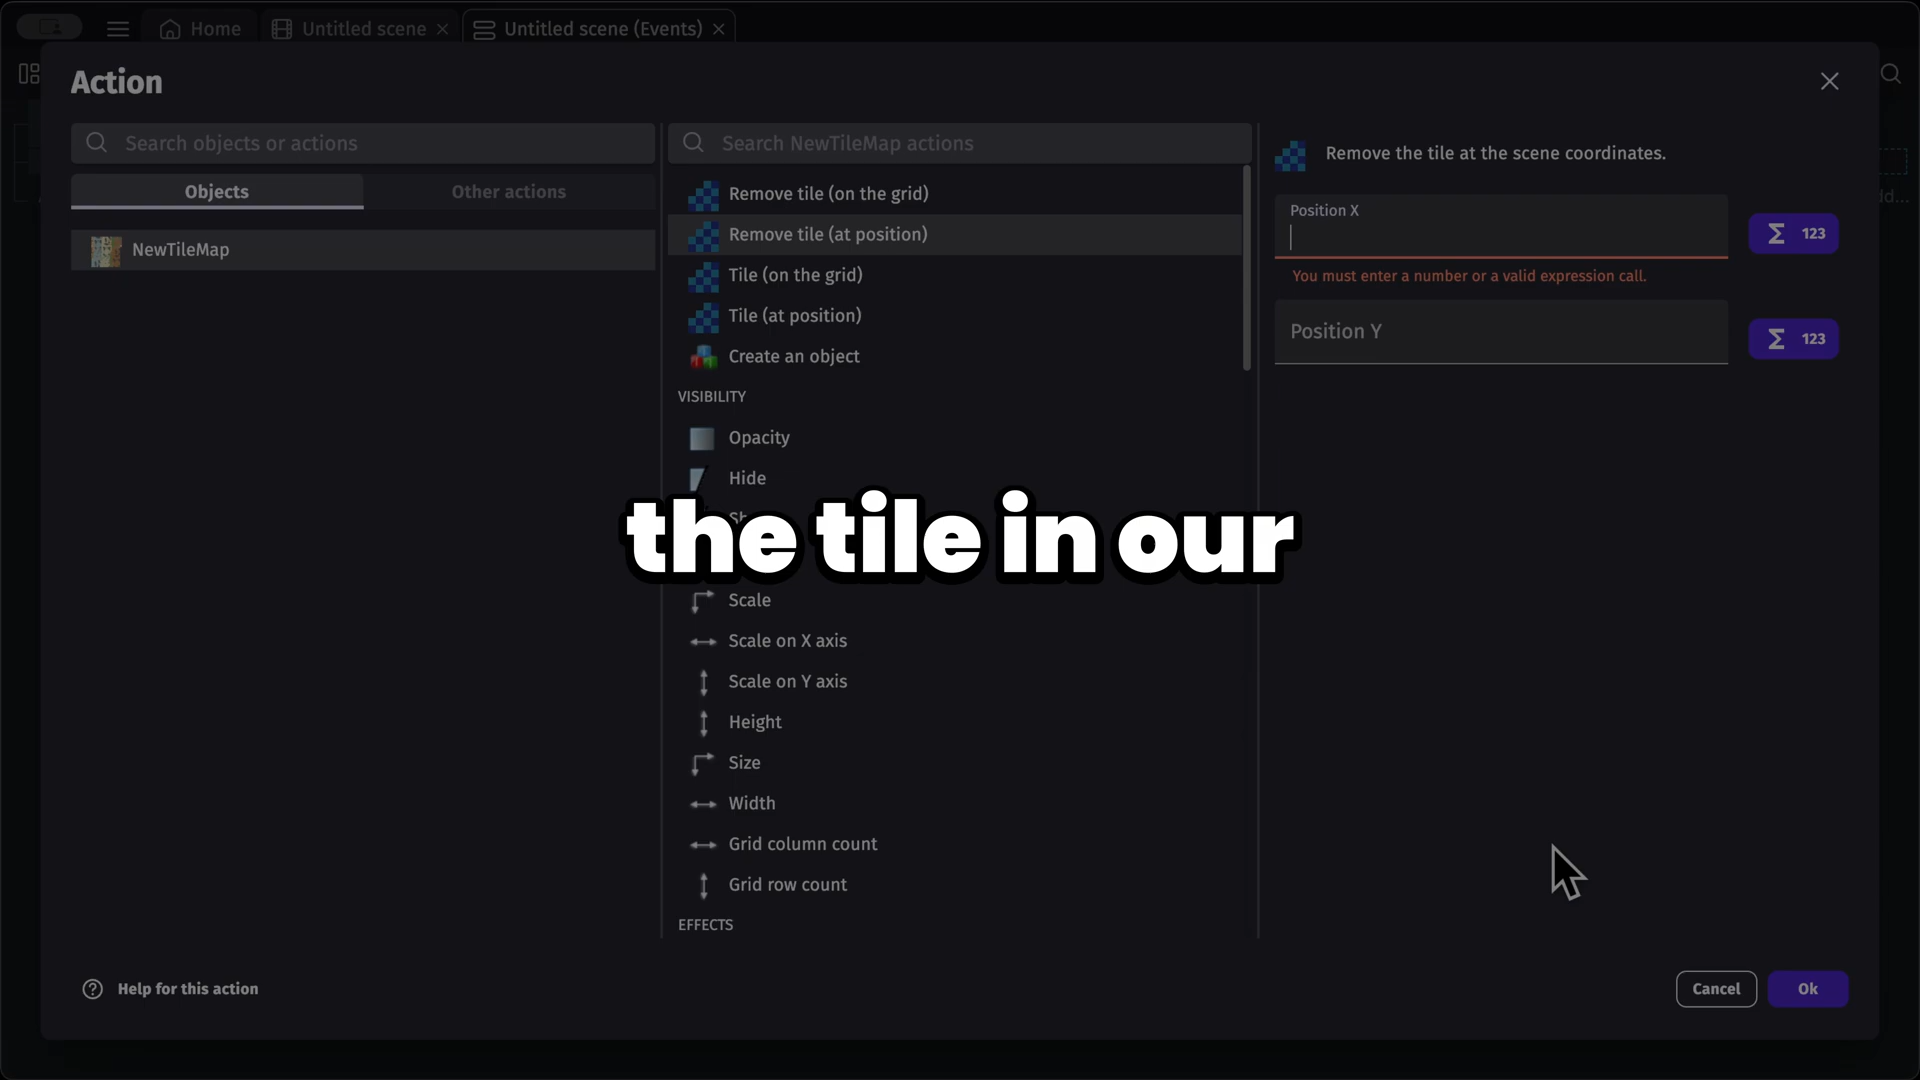 Home
Untitled scene
Untitled scene (Events)
Action
Search objects or actions
Objects
Other actions
NewTileMap
Search NewTileMap actions
Remove tile (on the grid)
Remove tile (at position)
Tile (on the grid)
Tile (at position)
Create an object
VISIBILITY
Opacity
Hide
the tile in our
Scale
Scale on X axis
Scale on Y axis
Height
Size
Width
Grid column count
Grid row count
EFFECTS
Remove the tile at the scene coordinates.
Position X
Σ 123
You must enter a number or a valid expression call.
Position Y
Σ 123
Help for this action
Cancel
Ok